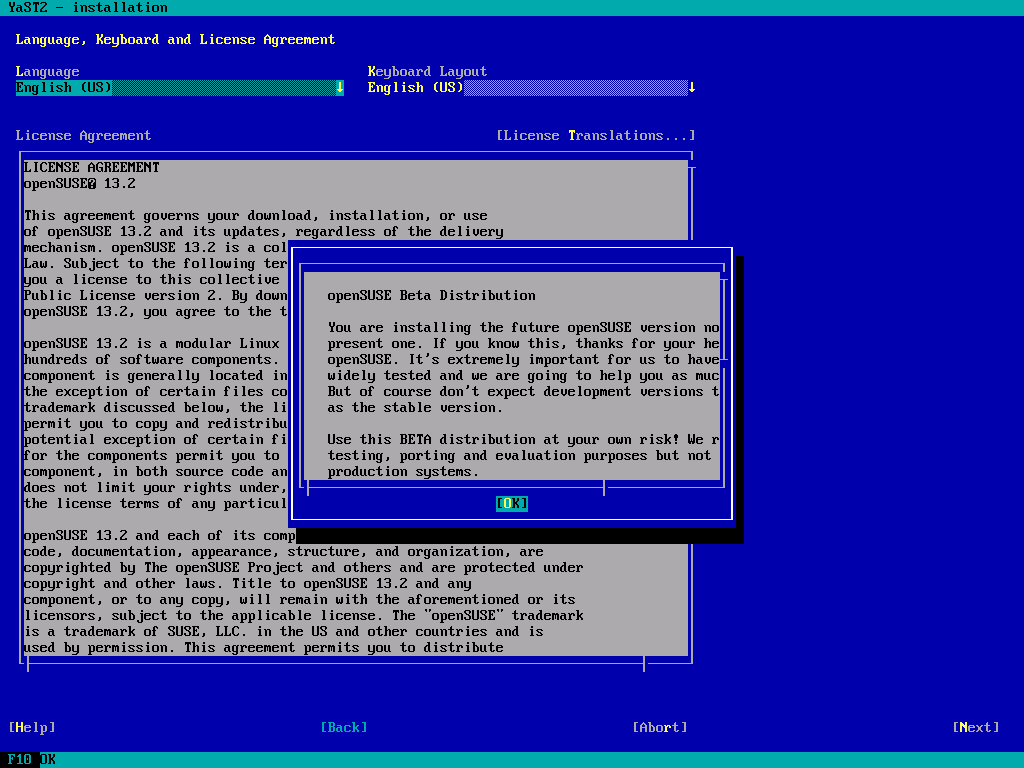 YaST2 - installation
Language, Keyboard and License Agreement
Language
Keyboard Layout
English (US)
English (US)
License Agreement
[License Translations...]
LICENSE AGREEMENT
openSUSE 13.2
This agreement governs your download, installation, or use
of openSUSE 13.2 and its updates, regardless of the delivery
mechanism. openSUSE 13.2 is a col
Law. Subject to the following ter
you a license to this collective
Public License version 2. By down
openSUSE 13.2, you agree to the t
openSUSE 13.2 is a modular Linux
hundreds of software components.
component is generally located in
the exception of certain files co
trademark discussed below, the li
permit you to copy and redistribu
potential exception of certain fi
for the components permit you to
component, in both source code an
does not limit your rights under,
the license terms of any particul
openSUSE 13.2 and each of its comp
code, documentation, appearance, structure, and organization, are
copyrighted by The openSUSE Project and others and are protected under
copyright and other laws. Title to openSUSE 13.2 and any
component, or to any copy, will remain with the aforementioned or its
licensors, subject to the applicable license. The "openSUSE" trademark
is a trademark of SUSE, LLC. in the US and other countries and is
used by permission. This agreement permits you to distribute
openSUSE Beta Distribution
You are installing the future openSUSE version no
present one. If you know this, thanks for your he
openSUSE. It's extremely important for us to have
widely tested and we are going to help you as muc
But of course don't expect development versions t
as the stable version.
Use this BETA distribution at your own risk! We r
testing, porting and evaluation purposes but not
production systems.
[OK]
[Help]
[Back]
[Abort]
[Next]
F10 OK